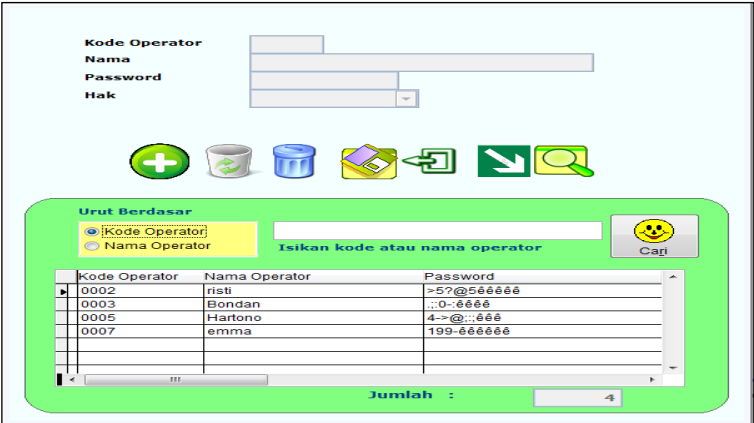 Kode Operator
Nama
Password
Hak
Urut Berdasar
Kode Operator
Nama Operator
Isikan kode atau nama operator
Cari
Kode Operator Nama Operator Password
0002 risti >5?@5êêêêê
0003 Bondan .;:0-:êêêê
0005 Hartono 4->@;:;êêê
0007 emma 199-êêêêêê
Jumlah : 4